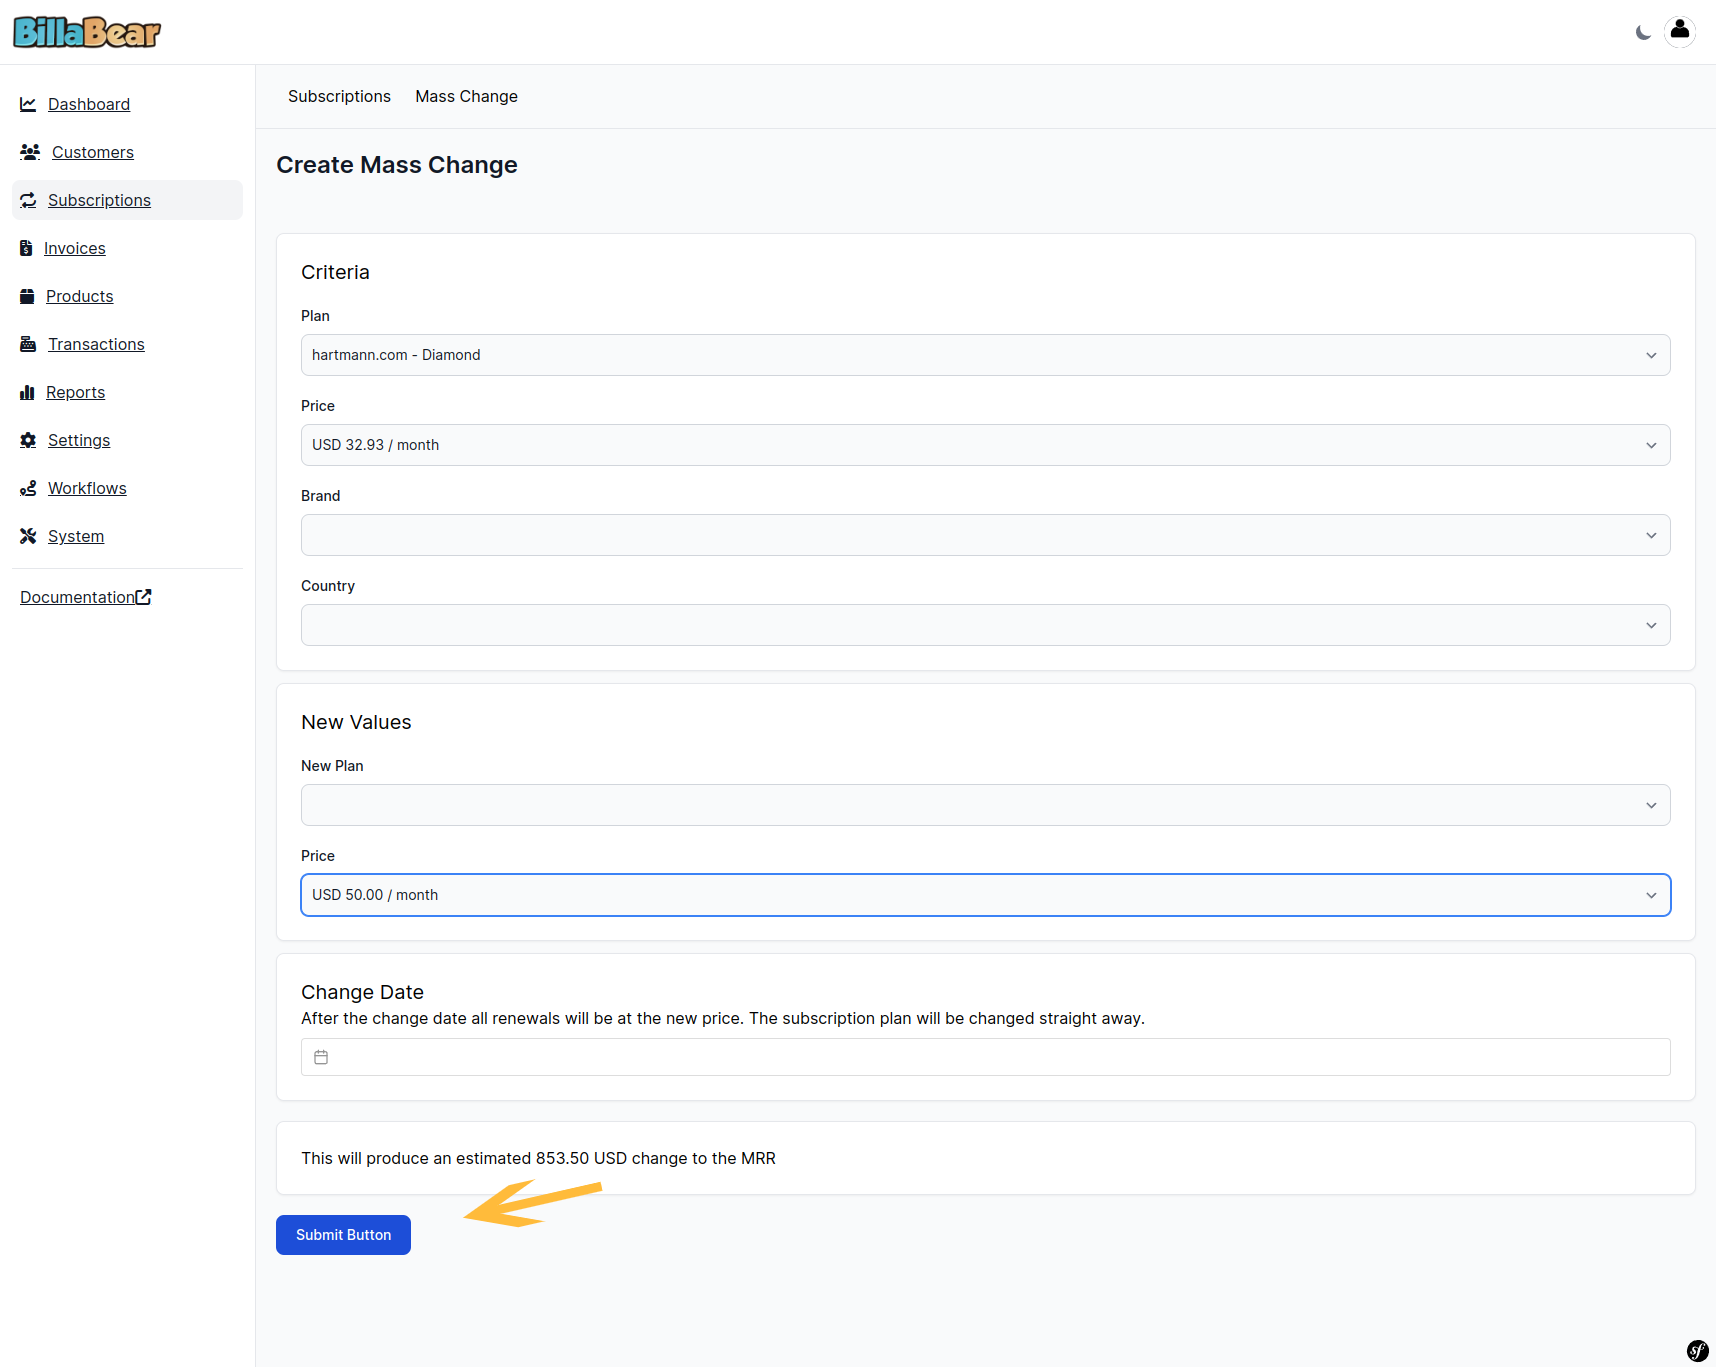 BillaBear
Dashboard
Customers
Subscriptions
Invoices
Products
Transactions
Reports
Settings
Workflows
System
Documentation
Subscriptions
Mass Change
Create Mass Change
Criteria
Plan
hartmann.com - Diamond
Price
USD 32.93 / month
Brand
Country
New Values
New Plan
Price
USD 50.00 / month
Change Date
After the change date all renewals will be at the new price. The subscription plan will be changed straight away.
This will produce an estimated 853.50 USD change to the MRR
Submit Button
sf